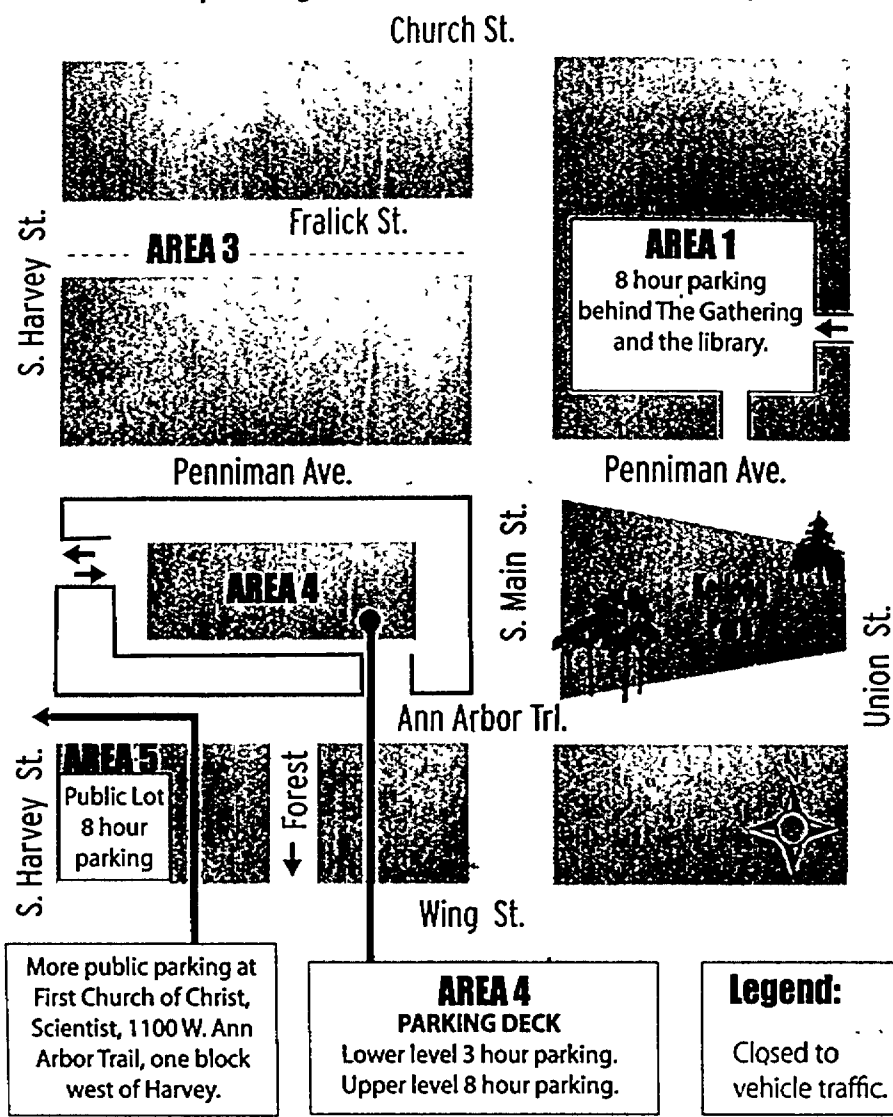 Church St.
S. Harvey St.
Fralick St.
AREA 3
AREA 1
8 hour parking
behind The Gathering
and the library.
Penniman Ave.
Penniman Ave.
AREA 4
S. Main St.
Union St.
Ann Arbor Trl.
S. Harvey St.
AREA 5
Public Lot
8 hour
parking
Forest
Wing St.
More public parking at
First Church of Christ,
Scientist, 1100 W. Ann
Arbor Trail, one block
west of Harvey.
AREA 4
PARKING DECK
Lower level 3 hour parking.
Upper level 8 hour parking.
Legend:
Closed to
vehicle traffic.